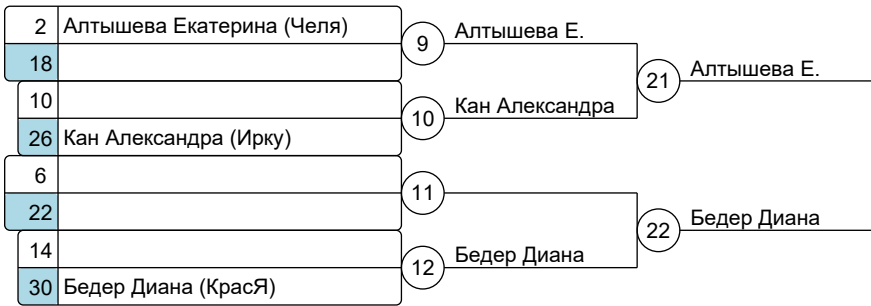 2 Алтышева Екатерина (Челя)
18
10
26 Кан Александра (Ирку)
6
22
14
30 Бедер Диана (КрасЯ)
9 Алтышева Е.
10 Кан Александра
11
12 Бедер Диана
21 Алтышева Е.
22 Бедер Диана